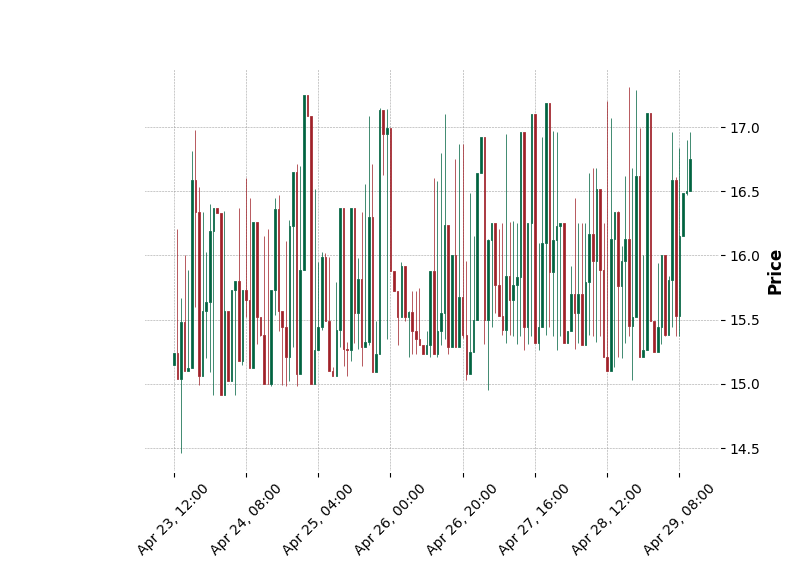 17.0
16.5
16.0
15.5
15.0
14.5
Price
Apr 23, 12:00
Apr 24, 08:00
Apr 25, 04:00
Apr 26, 00:00
Apr 26, 20:00
Apr 27, 16:00
Apr 28, 12:00
Apr 29, 08:00